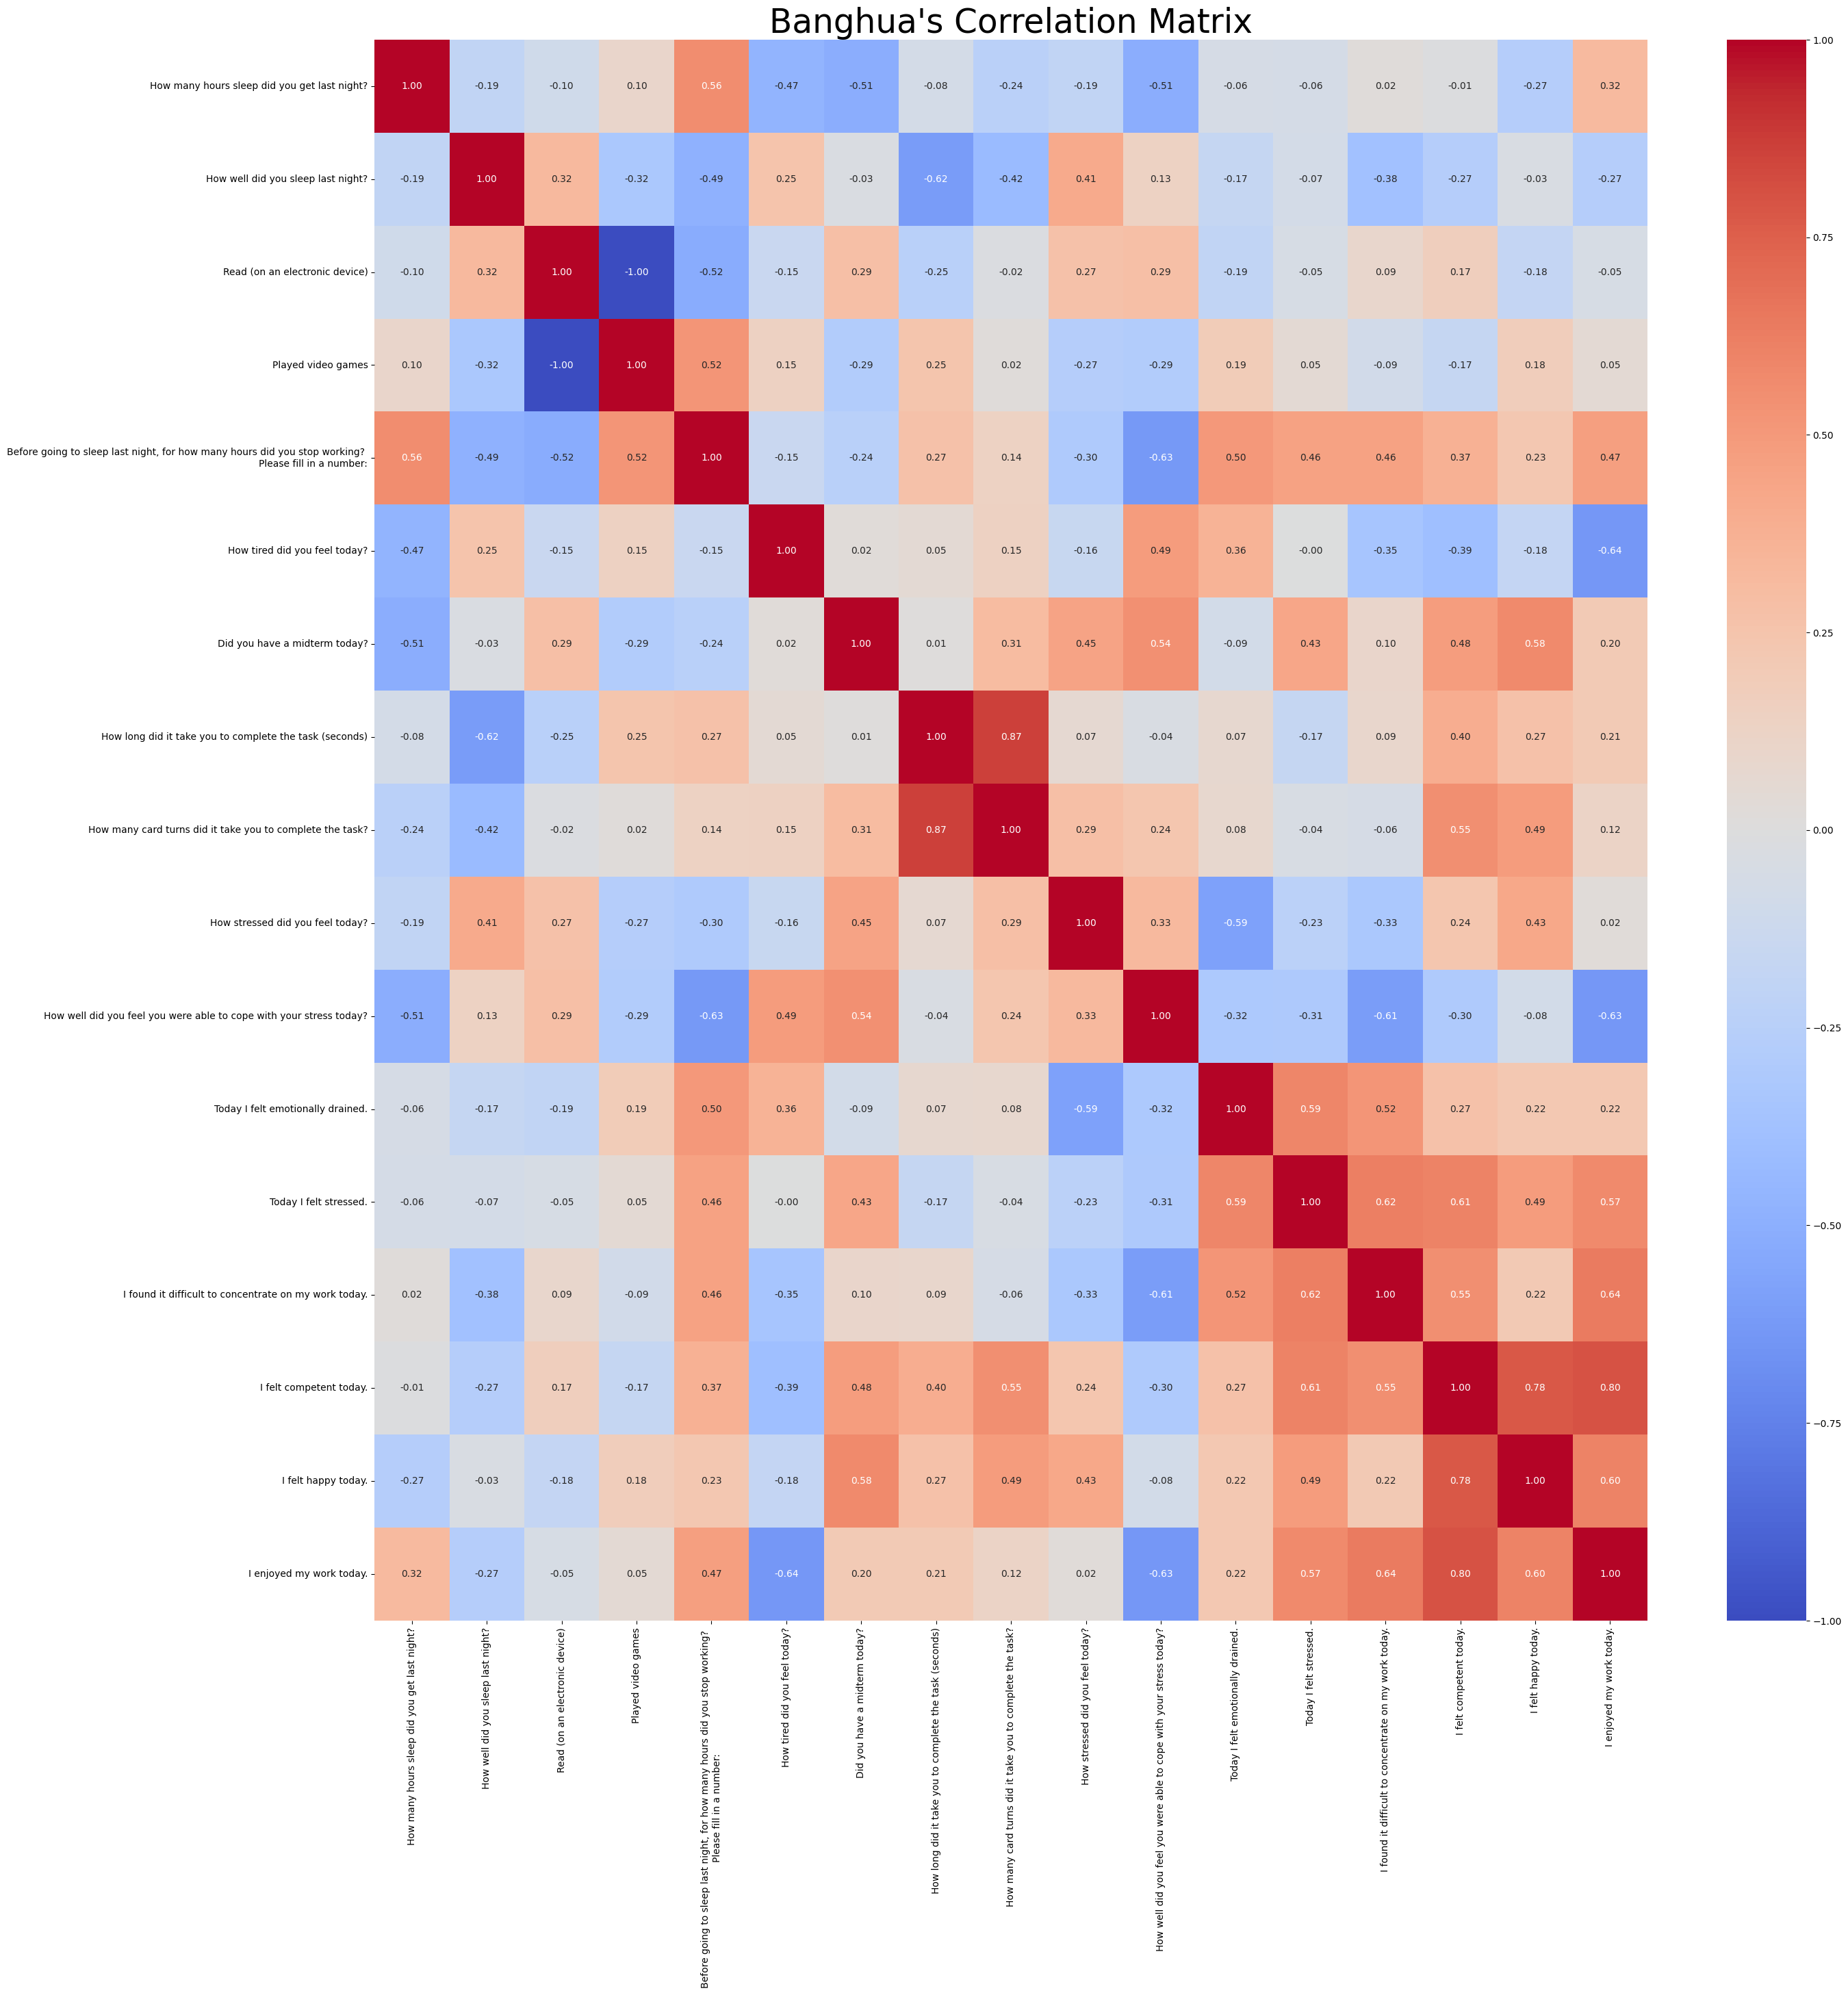 Banghua's Correlation Matrix
How many hours sleep did you get last night? 1.00 -0.19 -0.10 0.10 0.56 -0.47 -0.51 -0.08 -0.24 -0.19 -0.51 -0.06 -0.06 0.02 -0.01 -0.27 0.32
How well did you sleep last night? -0.19 1.00 0.32 -0.32 -0.49 0.25 -0.03 -0.62 -0.42 0.41 0.13 -0.17 -0.07 -0.38 -0.27 -0.03 -0.27
Read (on an electronic device) -0.10 0.32 1.00 -1.00 -0.52 -0.15 0.29 -0.25 -0.02 0.27 0.29 -0.19 -0.05 0.09 0.17 -0.18 -0.05
Played video games 0.10 -0.32 -1.00 1.00 0.52 0.15 -0.29 0.25 0.02 -0.27 -0.29 0.19 0.05 -0.09 -0.17 0.18 0.05
Before going to sleep last night, for how many hours did you stop working?
Please fill in a number: 0.56 -0.49 -0.52 0.52 1.00 -0.15 -0.24 0.27 0.14 -0.30 -0.63 0.50 0.46 0.46 0.37 0.23 0.47
How tired did you feel today? -0.47 0.25 -0.15 0.15 -0.15 1.00 0.02 0.05 0.15 -0.16 0.49 0.36 -0.00 -0.35 -0.39 -0.18 -0.64
Did you have a midterm today? -0.51 -0.03 0.29 -0.29 -0.24 0.02 1.00 0.01 0.31 0.45 0.54 -0.09 0.43 0.10 0.48 0.58 0.20
How long did it take you to complete the task (seconds) -0.08 -0.62 -0.25 0.25 0.27 0.05 0.01 1.00 0.87 0.07 -0.04 0.07 -0.17 0.09 0.40 0.27 0.21
How many card turns did it take you to complete the task? -0.24 -0.42 -0.02 0.02 0.14 0.15 0.31 0.87 1.00 0.29 0.24 0.08 -0.04 -0.06 0.55 0.49 0.12
How stressed did you feel today? -0.19 0.41 0.27 -0.27 -0.30 -0.16 0.45 0.07 0.29 1.00 0.33 -0.59 -0.23 -0.33 0.24 0.43 0.02
How well did you feel you were able to cope with your stress today? -0.51 0.13 0.29 -0.29 -0.63 0.49 0.54 -0.04 0.24 0.33 1.00 -0.32 -0.31 -0.61 -0.30 -0.08 -0.63
Today I felt emotionally drained. -0.06 -0.17 -0.19 0.19 0.50 0.36 -0.09 0.07 0.08 -0.59 -0.32 1.00 0.59 0.52 0.27 0.22 0.22
Today I felt stressed. -0.06 -0.07 -0.05 0.05 0.46 -0.00 0.43 -0.17 -0.04 -0.23 -0.31 0.59 1.00 0.62 0.61 0.49 0.57
I found it difficult to concentrate on my work today. 0.02 -0.38 0.09 -0.09 0.46 -0.35 0.10 0.09 -0.06 -0.33 -0.61 0.52 0.62 1.00 0.55 0.22 0.64
I felt competent today. -0.01 -0.27 0.17 -0.17 0.37 -0.39 0.48 0.40 0.55 0.24 -0.30 0.27 0.61 0.55 1.00 0.78 0.80
I felt happy today. -0.27 -0.03 -0.18 0.18 0.23 -0.18 0.58 0.27 0.49 0.43 -0.08 0.22 0.49 0.22 0.78 1.00 0.60
I enjoyed my work today. 0.32 -0.27 -0.05 0.05 0.47 -0.64 0.20 0.21 0.12 0.02 -0.63 0.22 0.57 0.64 0.80 0.60 1.00
How many hours sleep did you get last night?
How well did you sleep last night?
Read (on an electronic device)
Played video games
Before going to sleep last night, for how many hours did you stop working?
Please fill in a number:
How tired did you feel today?
Did you have a midterm today?
How long did it take you to complete the task (seconds)
How many card turns did it take you to complete the task?
How stressed did you feel today?
How well did you feel you were able to cope with your stress today?
Today I felt emotionally drained.
Today I felt stressed.
I found it difficult to concentrate on my work today.
I felt competent today.
I felt happy today.
I enjoyed my work today.
1.00
0.75
0.50
0.25
0.00
−0.25
−0.50
−0.75
−1.00